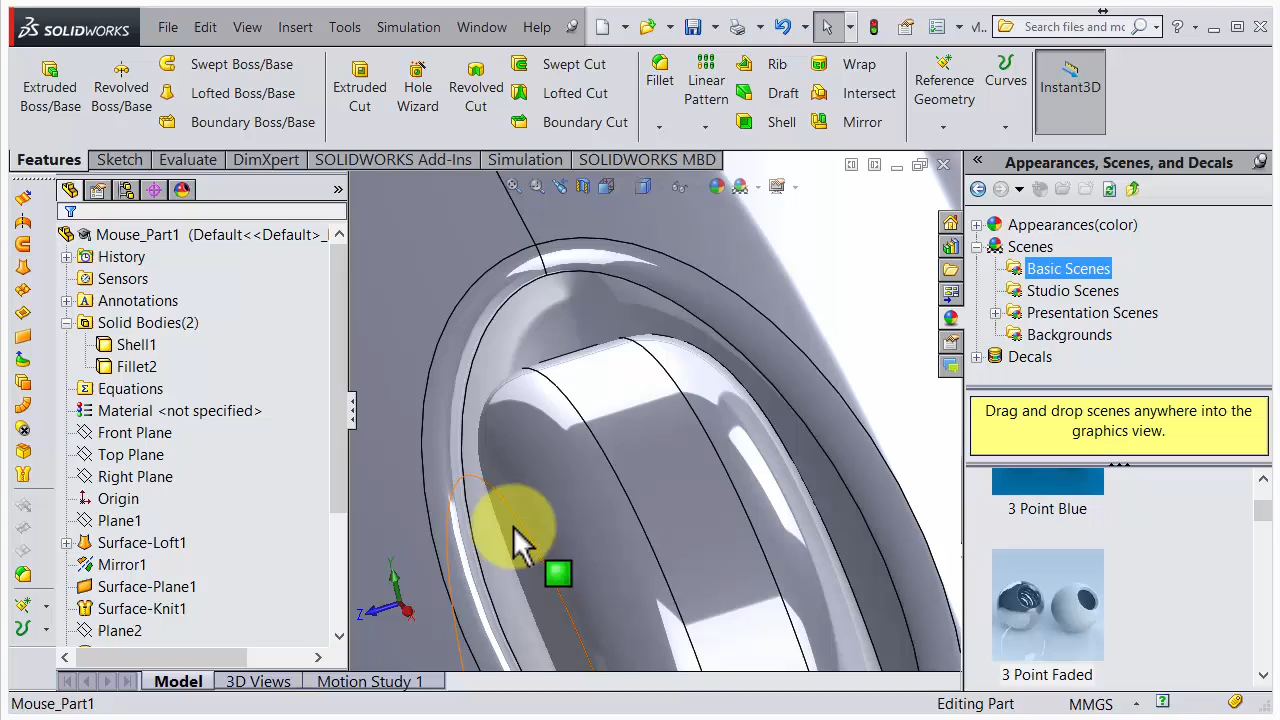 SOLIDWORKS File Edit View Insert Tools Simulation Window Help Search files and mo
Extruded Boss/Base
Revolved Boss/Base
Swept Boss/Base
Lofted Boss/Base
Boundary Boss/Base
Extruded Cut
Hole Wizard
Revolved Cut
Swept Cut
Lofted Cut
Boundary Cut
Fillet
Linear Pattern
Rib
Draft
Shell
Wrap
Intersect
Mirror
Reference Geometry
Curves
Instant3D
Features Sketch Evaluate DimXpert SOLIDWORKS Add-Ins Simulation SOLIDWORKS MBD
Mouse_Part1 (Default<<Default>_
History
Sensors
Annotations
Solid Bodies(2)
Shell1
Fillet2
Equations
Material <not specified>
Front Plane
Top Plane
Right Plane
Origin
Plane1
Surface-Loft1
Mirror1
Surface-Plane1
Surface-Knit1
Plane2
Y
Z
X
Appearances, Scenes, and Decals
Appearances(color)
Scenes
Basic Scenes
Studio Scenes
Presentation Scenes
Backgrounds
Decals
Drag and drop scenes anywhere into the
graphics view.
3 Point Blue
3 Point Faded
Model 3D Views Motion Study 1
Mouse_Part1 Editing Part MMGS